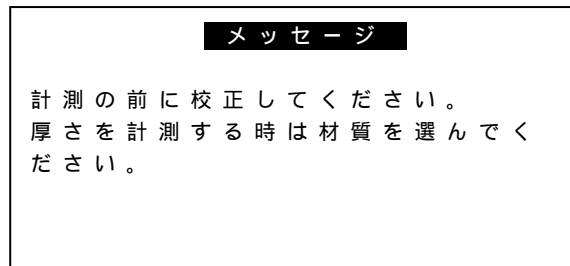 メッセージ
計測の前に校正してください。
厚さを計測する時は材質を選んでく
ださい。